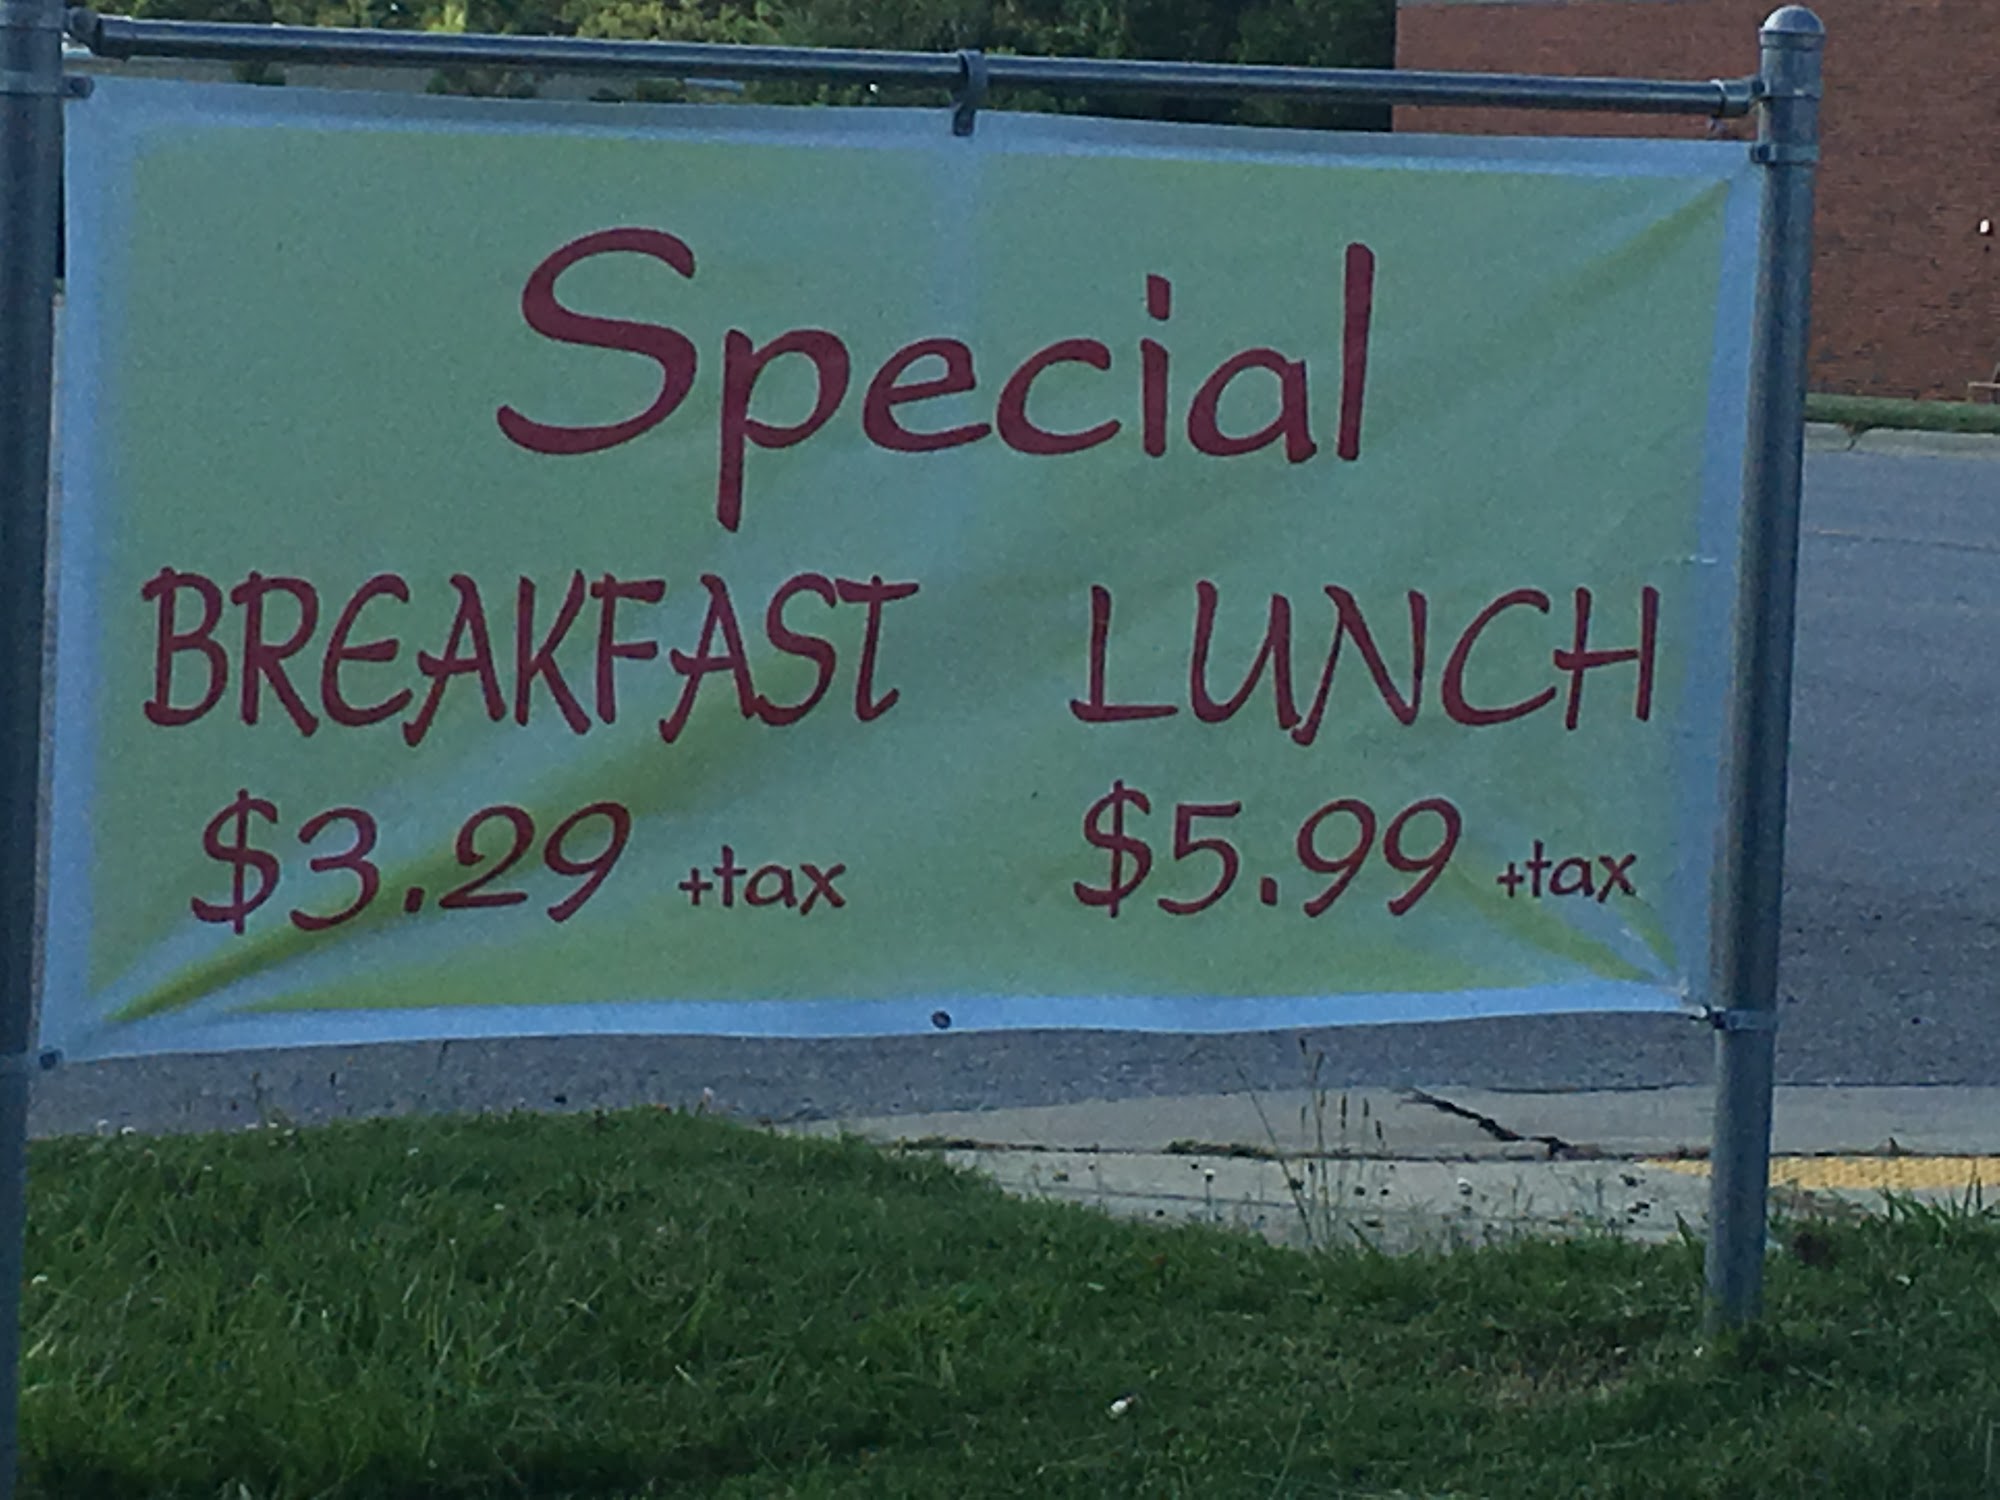 Special
BREAKFAST LUNCH
$3.29 +tax $5.99 +tax